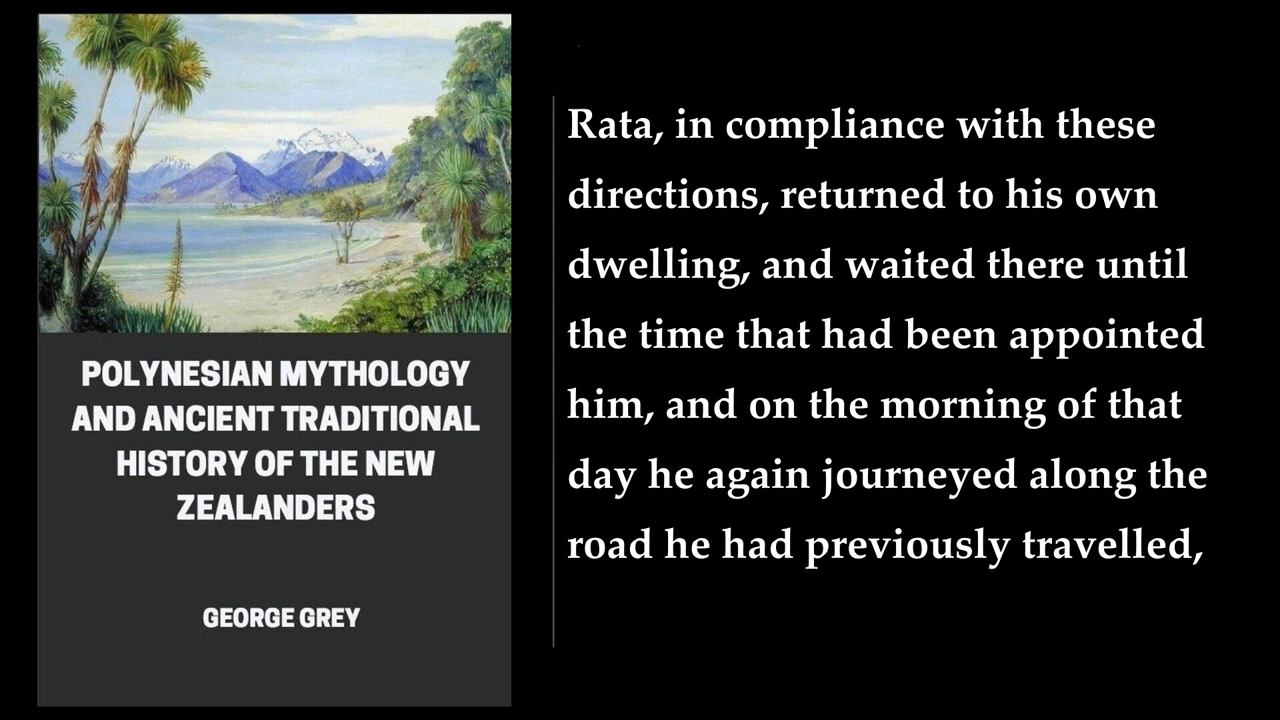 POLYNESIAN MYTHOLOGY
AND ANCIENT TRADITIONAL
HISTORY OF THE NEW
ZEALANDERS
GEORGE GREY
Rata, in compliance with these
directions, returned to his own
dwelling, and waited there until
the time that had been appointed
him, and on the morning of that
day he again journeyed along the
road he had previously travelled,